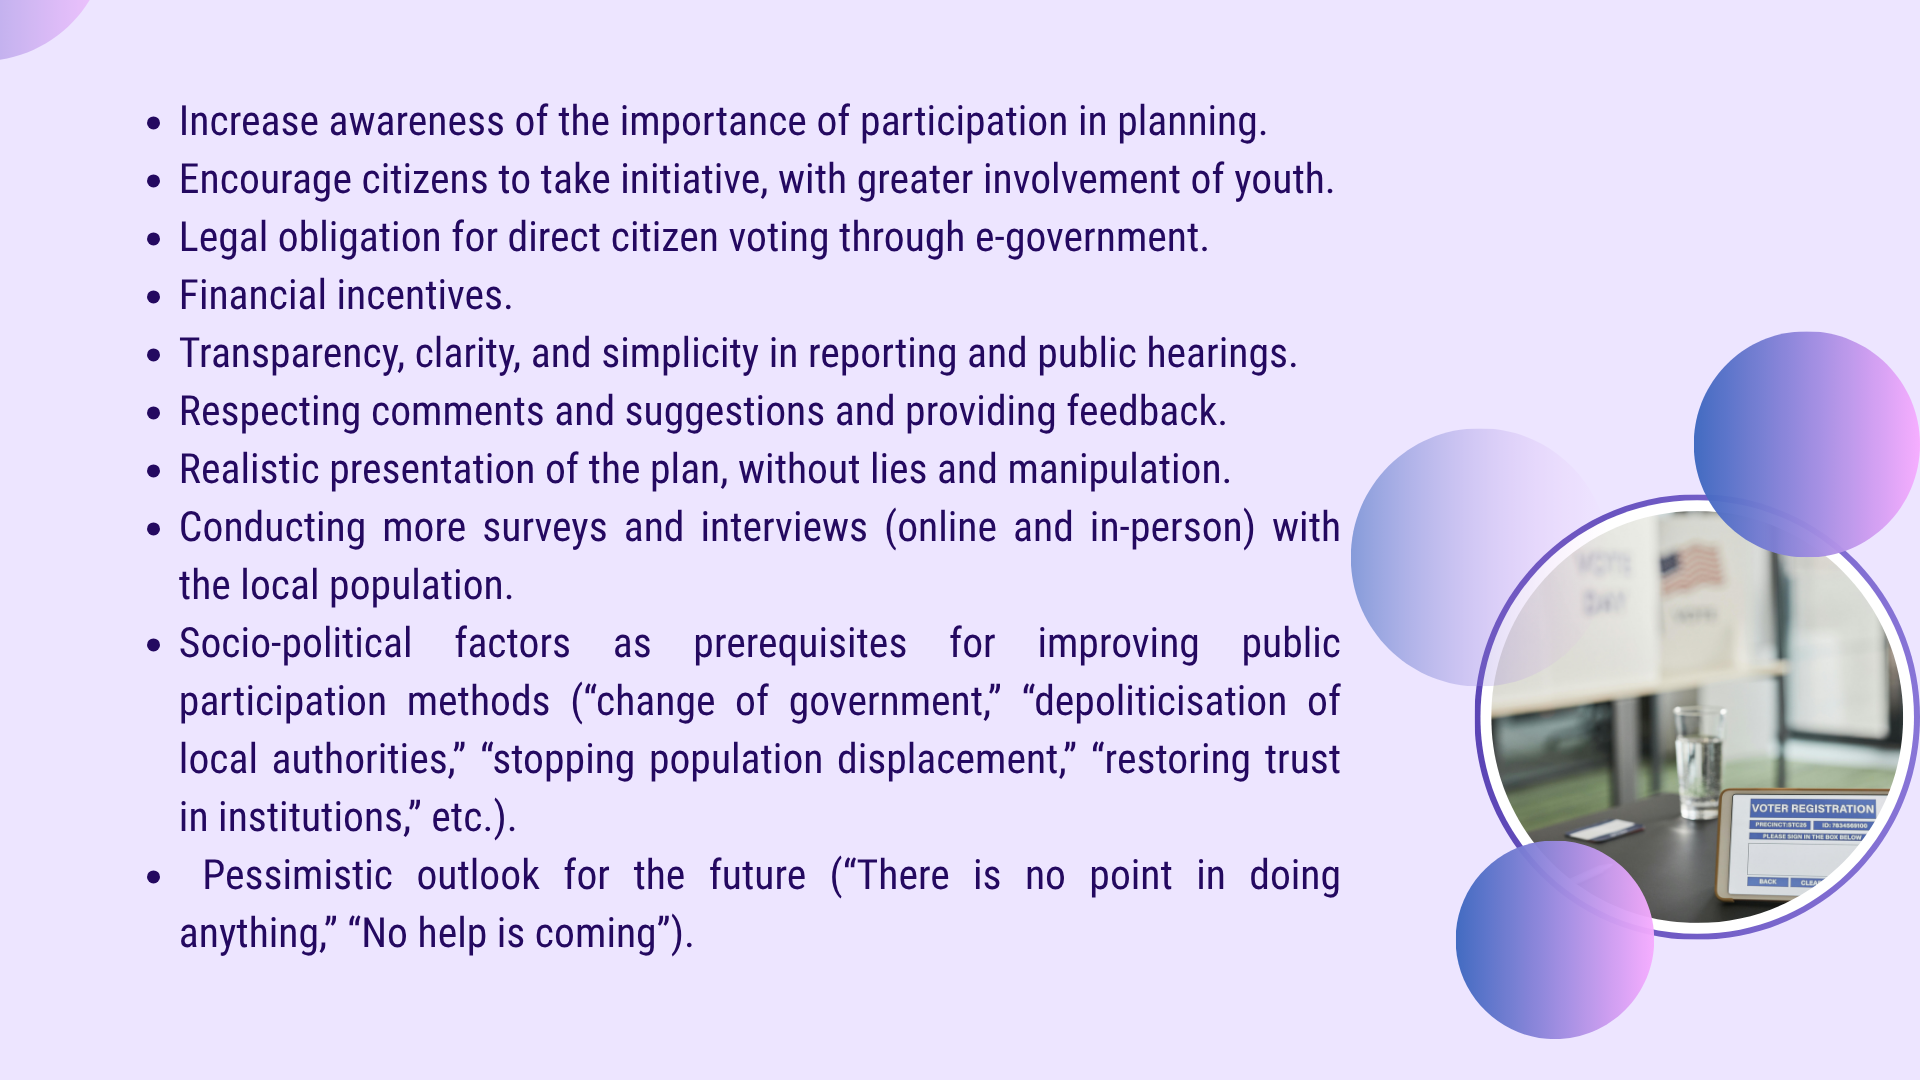 • Increase awareness of the importance of participation in planning.
• Encourage citizens to take initiative, with greater involvement of youth.
• Legal obligation for direct citizen voting through e-government.
• Financial incentives.
• Transparency, clarity, and simplicity in reporting and public hearings.
• Respecting comments and suggestions and providing feedback.
• Realistic presentation of the plan, without lies and manipulation.
• Conducting more surveys and interviews (online and in-person) with
the local population.
• Socio-political factors as prerequisites for improving public
participation methods (“change of government,” “depoliticisation of
local authorities,” “stopping population displacement,” “restoring trust
in institutions,” etc.).
• Pessimistic outlook for the future (“There is no point in doing
anything,” “No help is coming”).
VOTE
DAY
VOTER REGISTRATION
PLEASE SIGN IN THE BOX BELOW
BACK